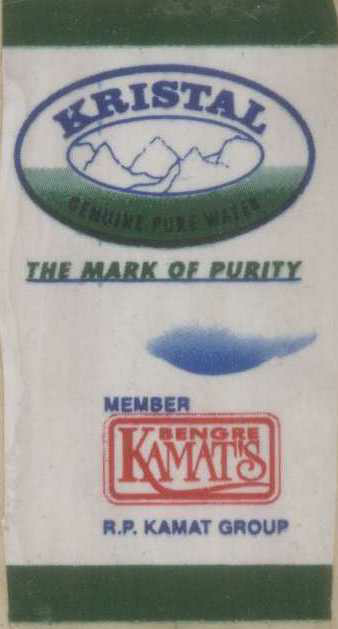 KRISTAL
GENUINE PURE WATER
THE MARK OF PURITY
MEMBER
BENGRE
KAMAT'S
R.P. KAMAT GROUP